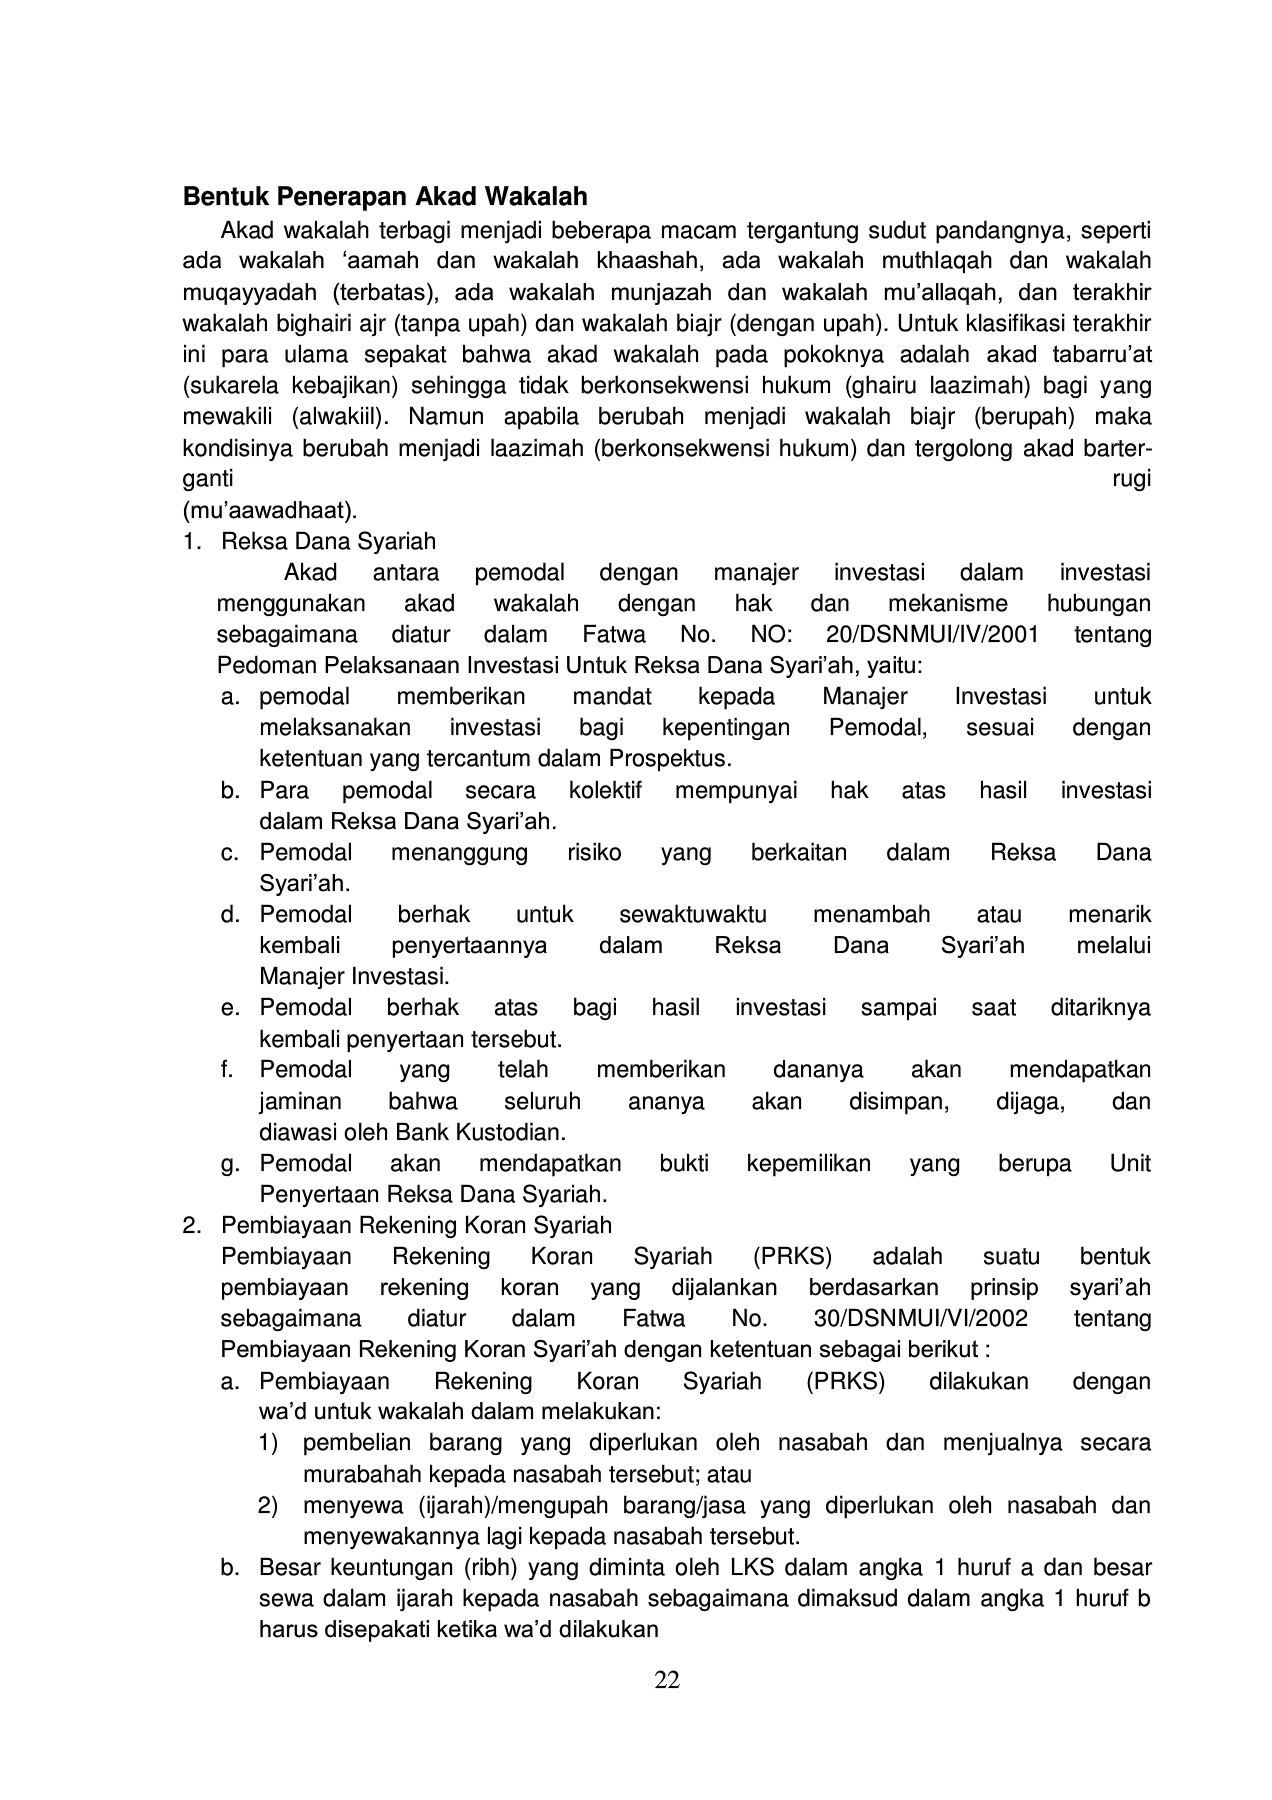 Bentuk Penerapan Akad Wakalah
Akad wakalah terbagi menjadi beberapa macam tergantung sudut pandangnya, seperti
ada wakalah ‘aamah dan wakalah khaashah, ada wakalah muthlaqah dan wakalah
muqayyadah (terbatas), ada wakalah munjazah dan wakalah mu’allaqah, dan terakhir
wakalah bighairi ajr (tanpa upah) dan wakalah biajr (dengan upah). Untuk klasifikasi terakhir
ini para ulama sepakat bahwa akad wakalah pada pokoknya adalah akad tabarru’at
(sukarela kebajikan) sehingga tidak berkonsekwensi hukum (ghairu laazimah) bagi yang
mewakili (alwakiil). Namun apabila berubah menjadi wakalah biajr (berupah) maka
kondisinya berubah menjadi laazimah (berkonsekwensi hukum) dan tergolong akad barter-
ganti rugi
(mu’aawadhaat).
1. Reksa Dana Syariah
Akad antara pemodal dengan manajer investasi dalam investasi
menggunakan akad wakalah dengan hak dan mekanisme hubungan
sebagaimana diatur dalam Fatwa No. NO: 20/DSNMUI/IV/2001 tentang
Pedoman Pelaksanaan Investasi Untuk Reksa Dana Syari’ah, yaitu:
a. pemodal memberikan mandat kepada Manajer Investasi untuk
melaksanakan investasi bagi kepentingan Pemodal, sesuai dengan
ketentuan yang tercantum dalam Prospektus.
b. Para pemodal secara kolektif mempunyai hak atas hasil investasi
dalam Reksa Dana Syari’ah.
c. Pemodal menanggung risiko yang berkaitan dalam Reksa Dana
Syari’ah.
d. Pemodal berhak untuk sewaktuwaktu menambah atau menarik
kembali penyertaannya dalam Reksa Dana Syari’ah melalui
Manajer Investasi.
e. Pemodal berhak atas bagi hasil investasi sampai saat ditariknya
kembali penyertaan tersebut.
f. Pemodal yang telah memberikan dananya akan mendapatkan
jaminan bahwa seluruh ananya akan disimpan, dijaga, dan
diawasi oleh Bank Kustodian.
g. Pemodal akan mendapatkan bukti kepemilikan yang berupa Unit
Penyertaan Reksa Dana Syariah.
2. Pembiayaan Rekening Koran Syariah
Pembiayaan Rekening Koran Syariah (PRKS) adalah suatu bentuk
pembiayaan rekening koran yang dijalankan berdasarkan prinsip syari’ah
sebagaimana diatur dalam Fatwa No. 30/DSNMUI/VI/2002 tentang
Pembiayaan Rekening Koran Syari’ah dengan ketentuan sebagai berikut :
a. Pembiayaan Rekening Koran Syariah (PRKS) dilakukan dengan
wa’d untuk wakalah dalam melakukan:
1) pembelian barang yang diperlukan oleh nasabah dan menjualnya secara
murabahah kepada nasabah tersebut; atau
2) menyewa (ijarah)/mengupah barang/jasa yang diperlukan oleh nasabah dan
menyewakannya lagi kepada nasabah tersebut.
b. Besar keuntungan (ribh) yang diminta oleh LKS dalam angka 1 huruf a dan besar
sewa dalam ijarah kepada nasabah sebagaimana dimaksud dalam angka 1 huruf b
harus disepakati ketika wa’d dilakukan
22